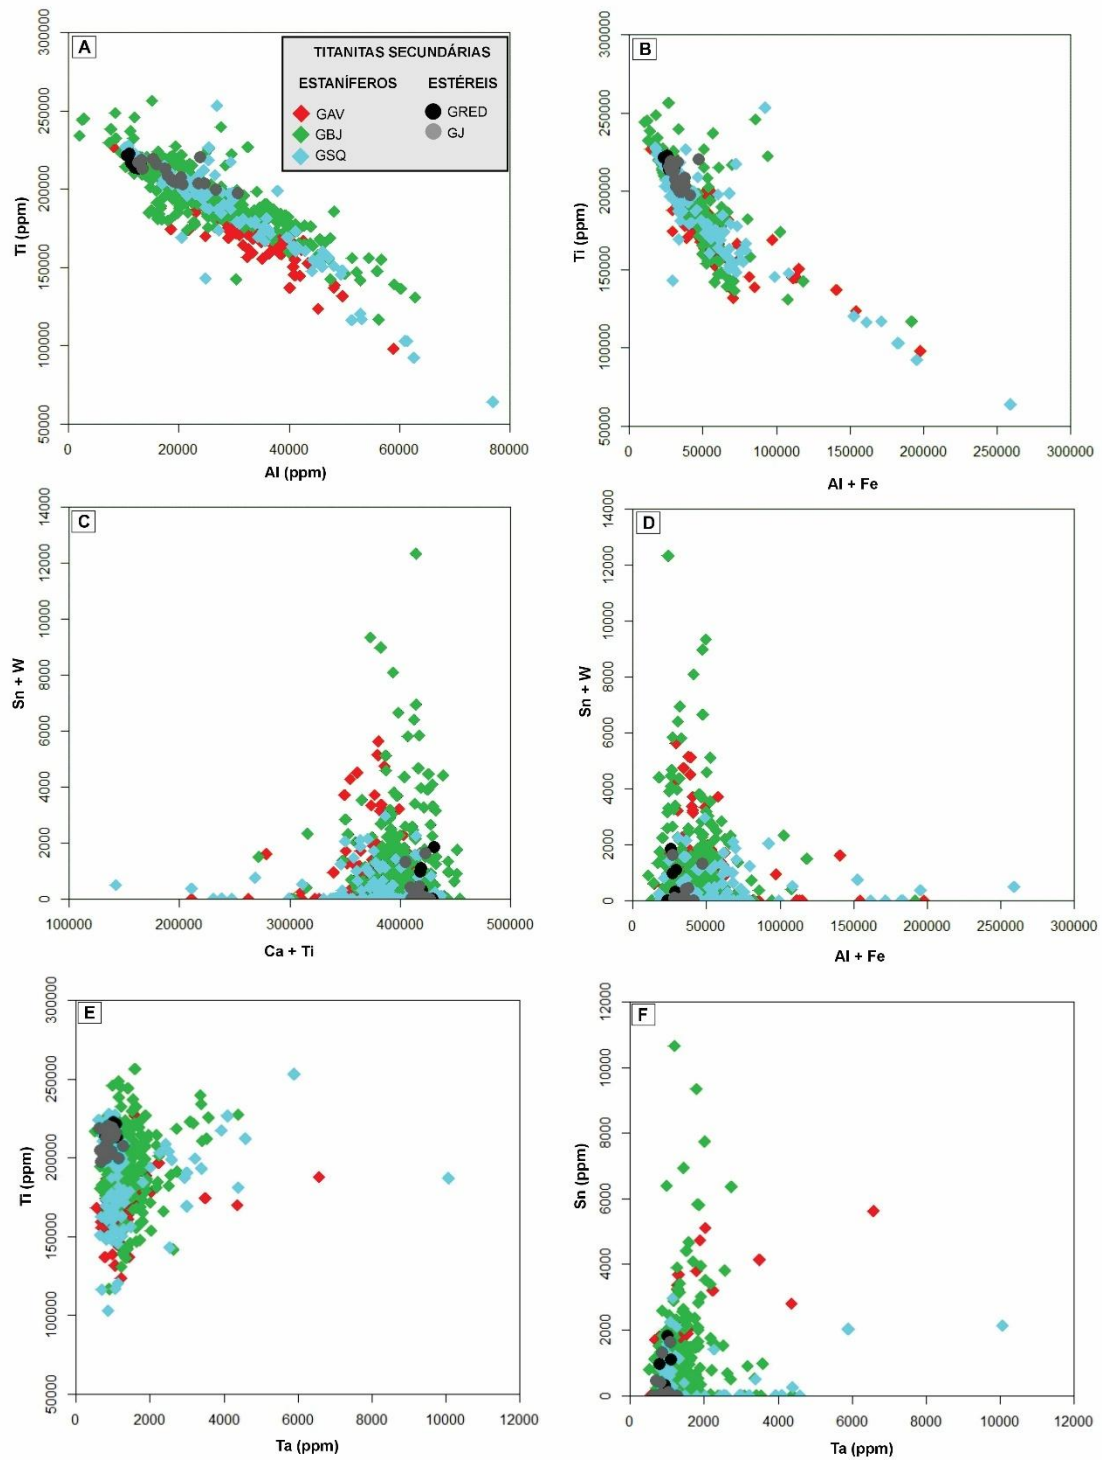 A
TITANITAS SECUNDÁRIAS
ESTANÍFEROS ESTÉREIS
GAV GRED
GBJ GJ
GSQ
Ti (ppm)
300000
250000
200000
150000
100000
50000
0 20000 40000 60000 80000
Al (ppm)
B
Ti (ppm)
300000
250000
200000
150000
100000
50000
0 50000 100000 150000 200000 250000 300000
Al + Fe
C
Sn + W
14000
12000
10000
8000
6000
4000
2000
0
100000 200000 300000 400000 500000
Ca + Ti
D
Sn + W
14000
12000
10000
8000
6000
4000
2000
0
0 50000 100000 150000 200000 250000 300000
Al + Fe
E
Ti (ppm)
300000
250000
200000
150000
100000
50000
0 2000 4000 6000 8000 10000 12000
Ta (ppm)
F
Sn (ppm)
12000
10000
8000
6000
4000
2000
0
0 2000 4000 6000 8000 10000 12000
Ta (ppm)